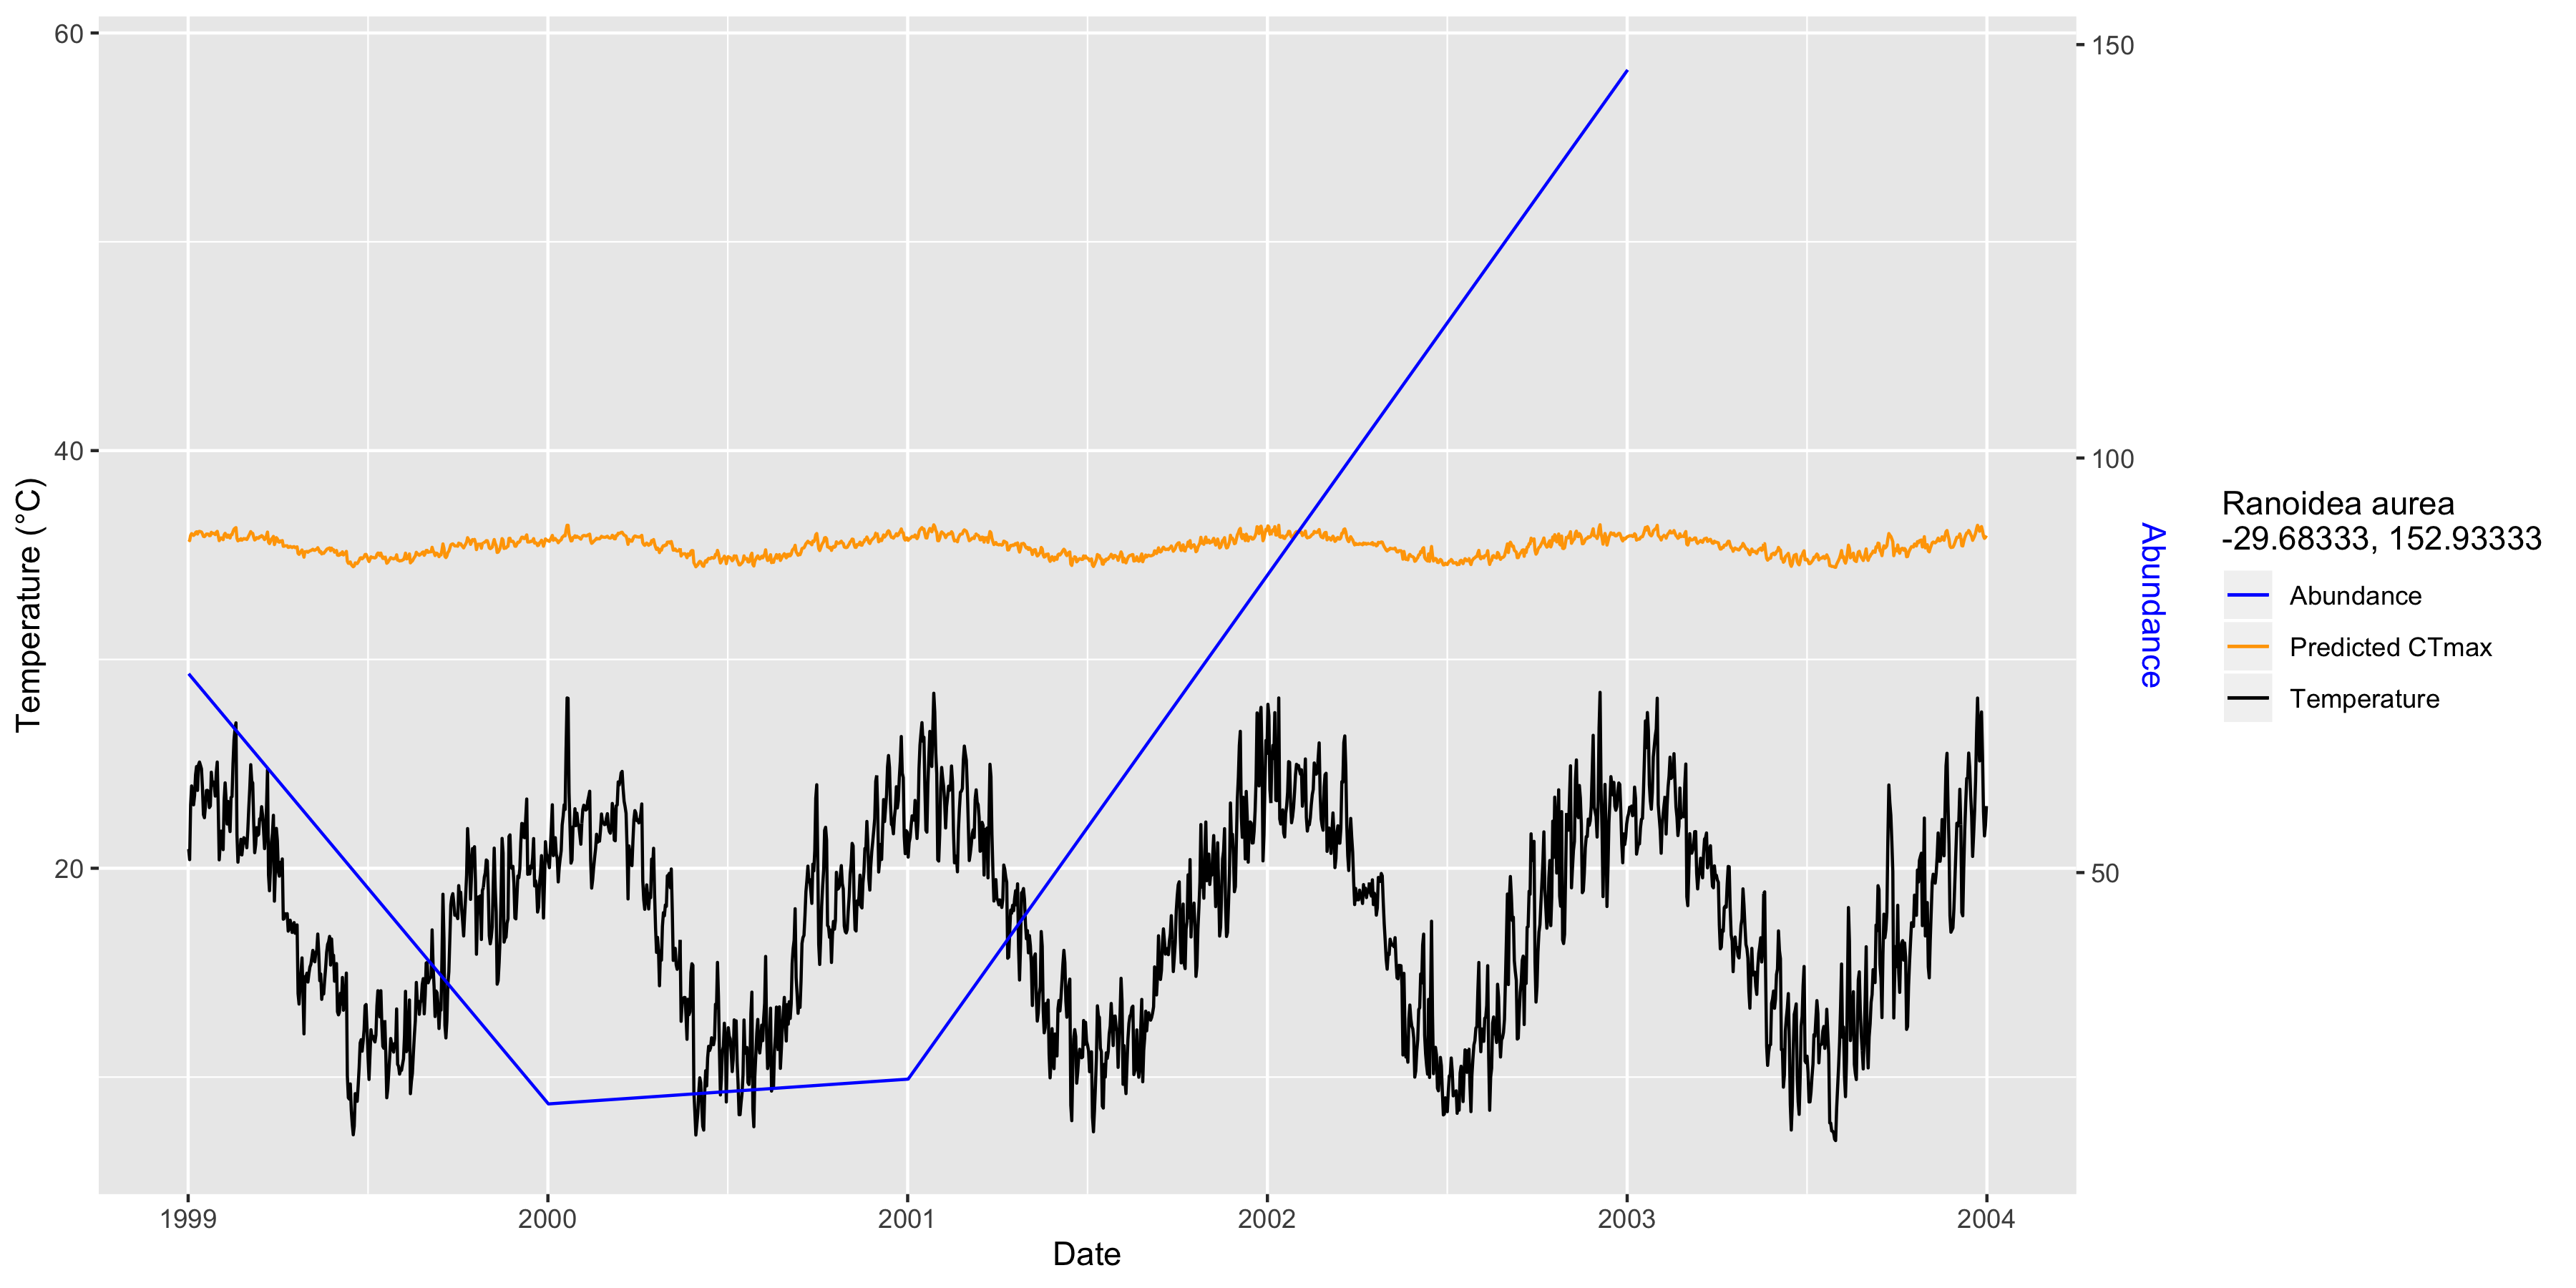 60
40
20
Temperature (°C)
1999
2000
2001
2002
2003
2004
Date
150
100
50
Abundance
Ranoidea aurea
-29.68333, 152.93333
Abundance
Predicted CTmax
Temperature